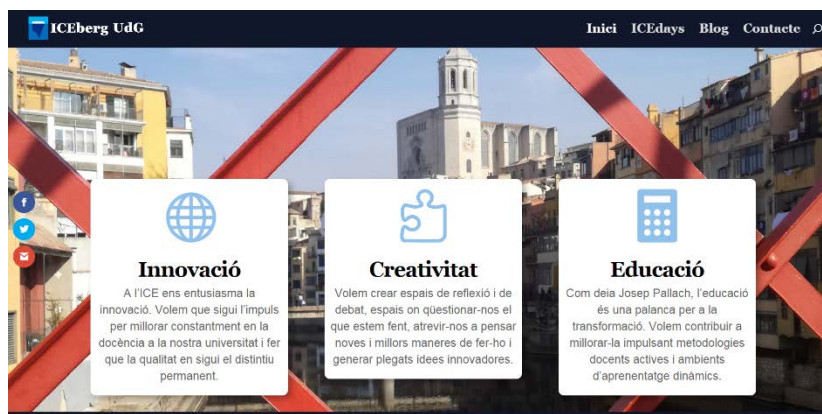 ICEberg UdG
Inici ICEdays Blog Contacte
Innovació
A l'ICE ens entusiasma la
innovació. Volem que sigui l'impuls
per millorar constantment en la
docència a la nostra universitat i fer
que la qualitat en sigui el distintiu
permanent.
Creativitat
Volem crear espais de reflexió i de
debat, espais on qüestionar-nos el
que estem fent, atrevir-nos a pensar
noves i millors maneres de fer-ho i
generar plegats idees innovadores.
Educació
Com deia Josep Pallach, l'educació
és una palanca per a la
transformació. Volem contribuir a
millorar-la impulsant metodologies
docents actives i ambients
d'aprenentatge dinàmics.